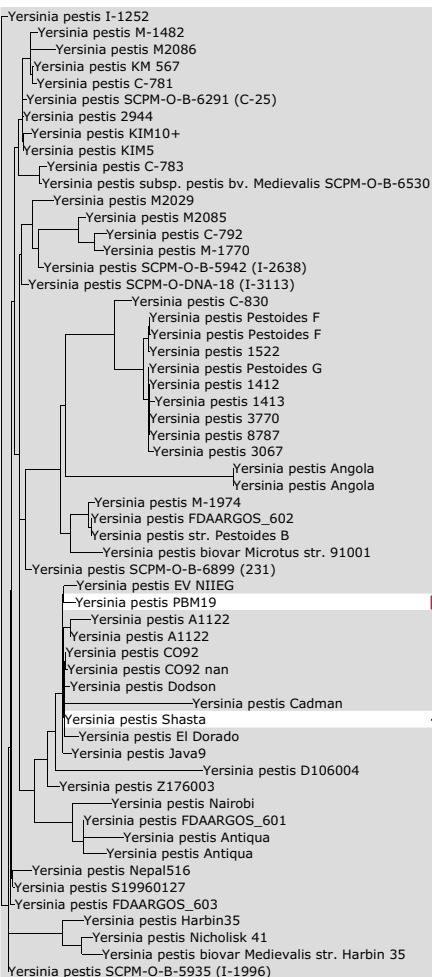 Yersinia pestis I-1252
Yersinia pestis M-1482
Yersinia pestis M2086
Yersinia pestis KM 567
Yersinia pestis C-781
Yersinia pestis SCPM-O-B-6291 (C-25)
Yersinia pestis 2944
Yersinia pestis KIM10+
Yersinia pestis KIM5
Yersinia pestis C-783
Yersinia pestis subsp. pestis bv. Medievalis SCPM-O-B-6530
Yersinia pestis M2029
Yersinia pestis M2085
Yersinia pestis C-792
Yersinia pestis M-1770
Yersinia pestis SCPM-O-B-5942 (I-2638)
Yersinia pestis SCPM-O-DNA-18 (I-3113)
Yersinia pestis C-830
Yersinia pestis Pestoides F
Yersinia pestis Pestoides F
Yersinia pestis 1522
Yersinia pestis Pestoides G
Yersinia pestis 1412
Yersinia pestis 1413
Yersinia pestis 3770
Yersinia pestis 8787
Yersinia pestis 3067
Yersinia pestis Angola
Yersinia pestis Angola
Yersinia pestis M-1974
Yersinia pestis FDAARGOS_602
Yersinia pestis str. Pestoides B
Yersinia pestis biovar Microtus str. 91001
Yersinia pestis SCPM-O-B-6899 (231)
Yersinia pestis EV NIIEG
Yersinia pestis PBM19
Yersinia pestis A1122
Yersinia pestis A1122
Yersinia pestis CO92
Yersinia pestis CO92 nan
Yersinia pestis Dodson
Yersinia pestis Cadman
Yersinia pestis Shasta
Yersinia pestis El Dorado
Yersinia pestis Java9
Yersinia pestis D106004
Yersinia pestis Z176003
Yersinia pestis Nairobi
Yersinia pestis FDAARGOS_601
Yersinia pestis Antiqua
Yersinia pestis Antiqua
Yersinia pestis Nepal516
Yersinia pestis S19960127
Yersinia pestis FDAARGOS_603
Yersinia pestis Harbin35
Yersinia pestis Nicholisk 41
Yersinia pestis biovar Medievalis str. Harbin 35
Yersinia pestis SCPM-O-B-5935 (I-1996)